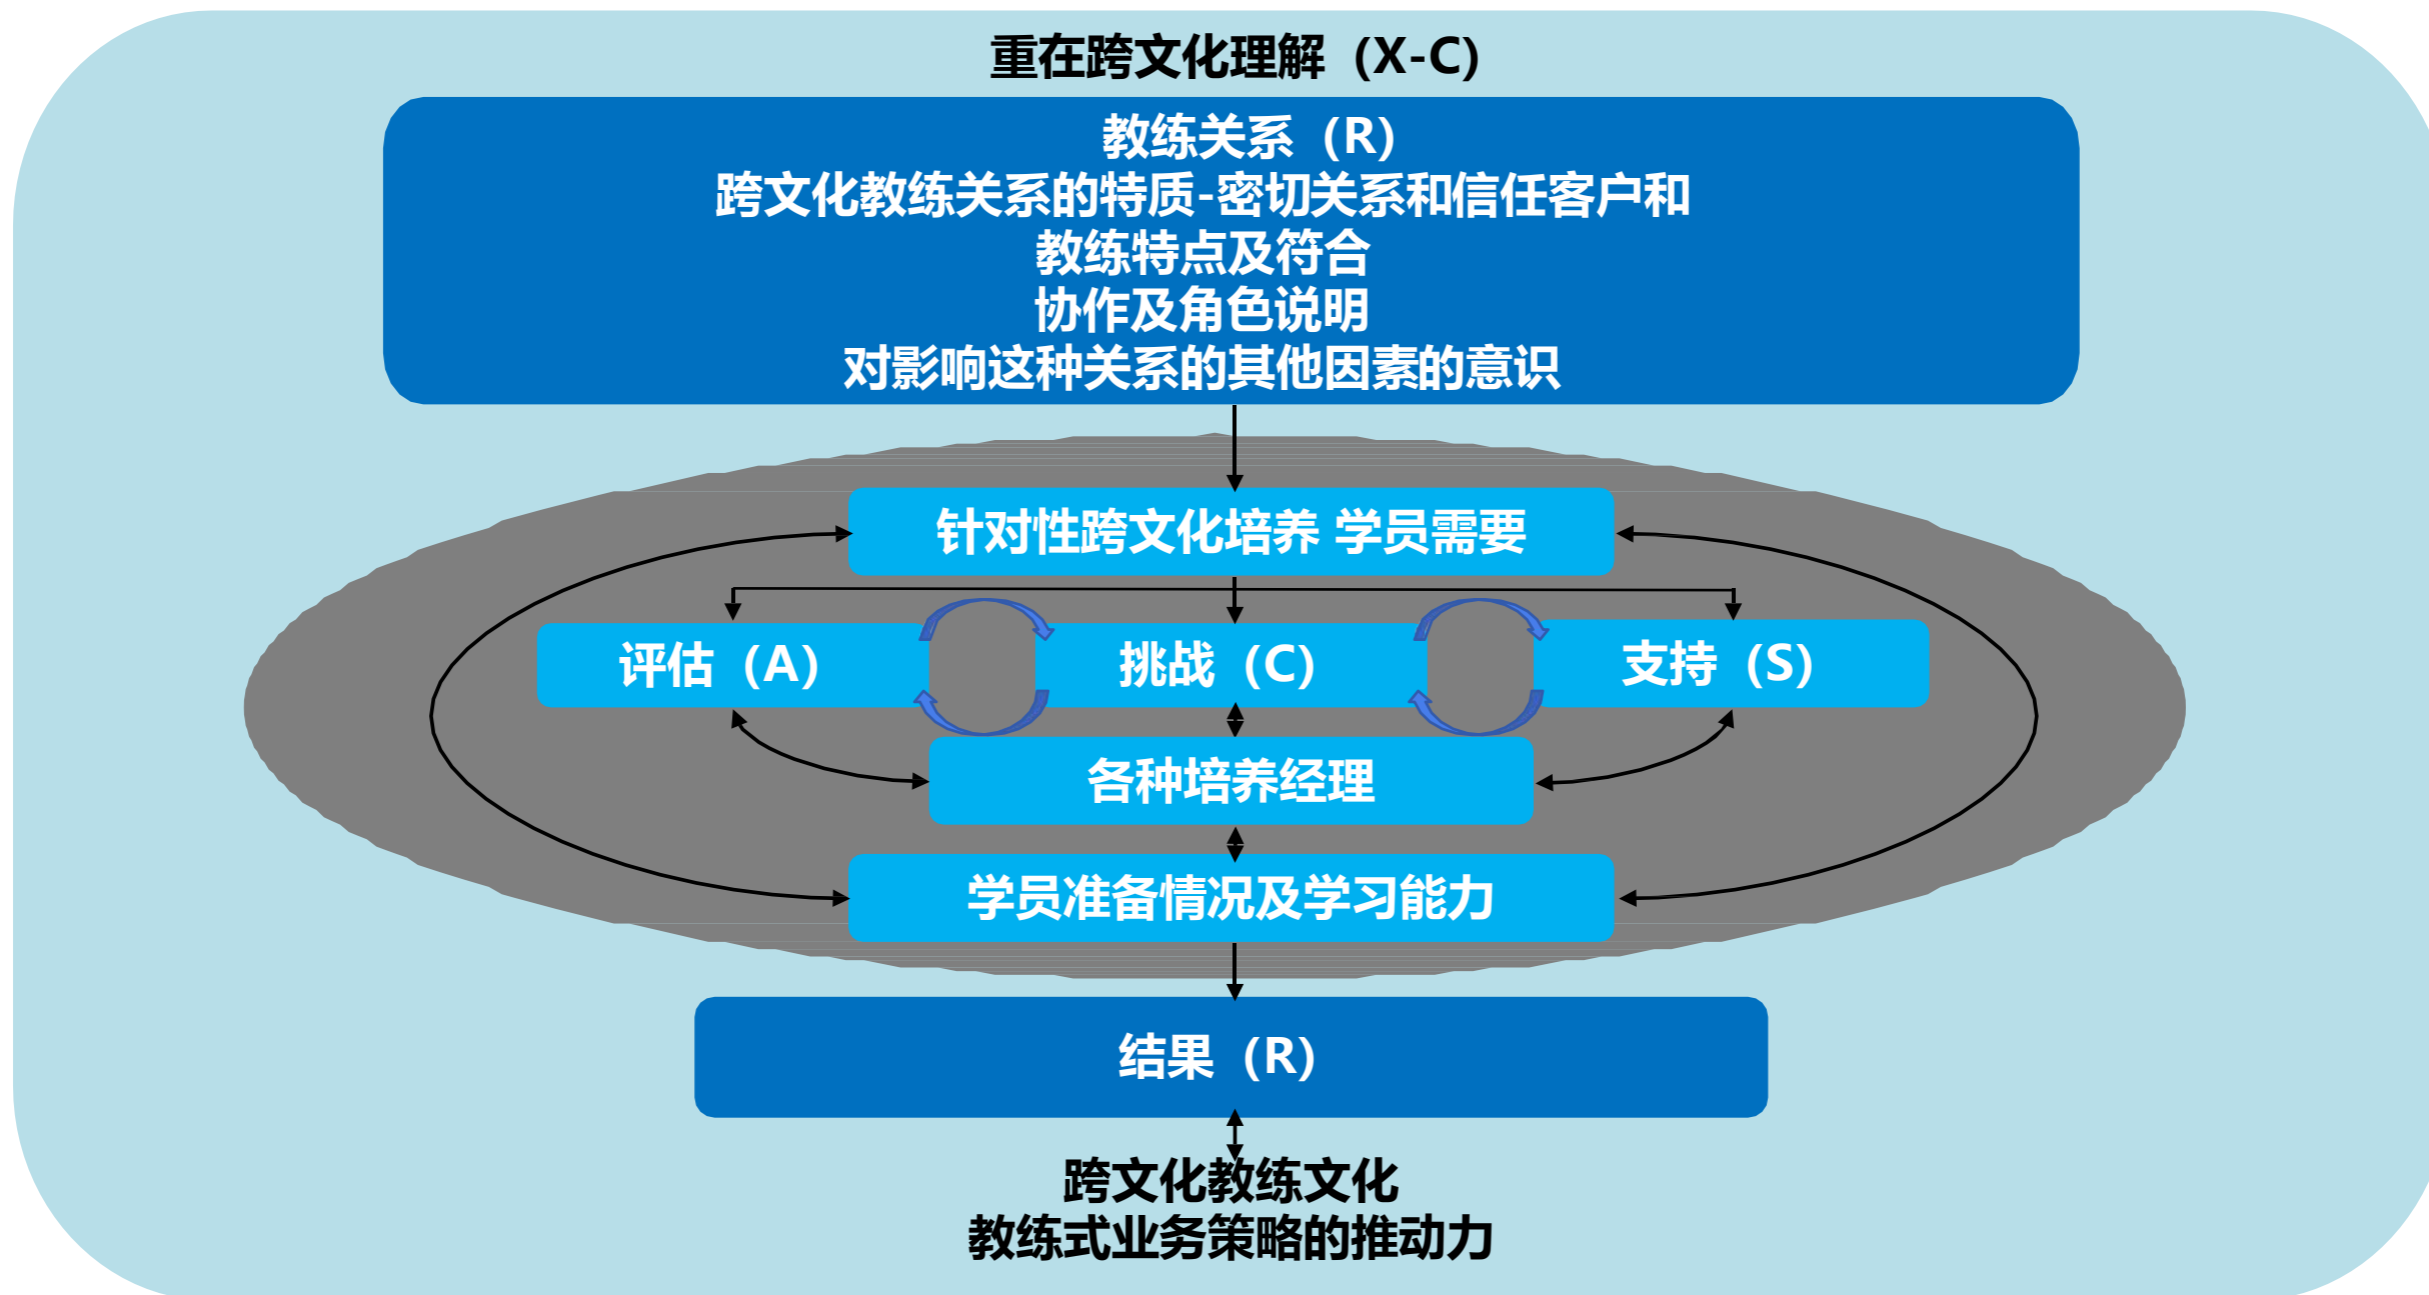 重在跨文化理解（X-C）
教练关系（R）
跨文化教练关系的特质-密切关系和信任客户和
教练特点及符合
协作及角色说明
对影响这种关系的其他因素的意识
针对性跨文化培养 学员需要
评估（A）
挑战（C）
支持（S）
各种培养经理
学员准备情况及学习能力
结果（R）
跨文化教练文化
教练式业务策略的推动力